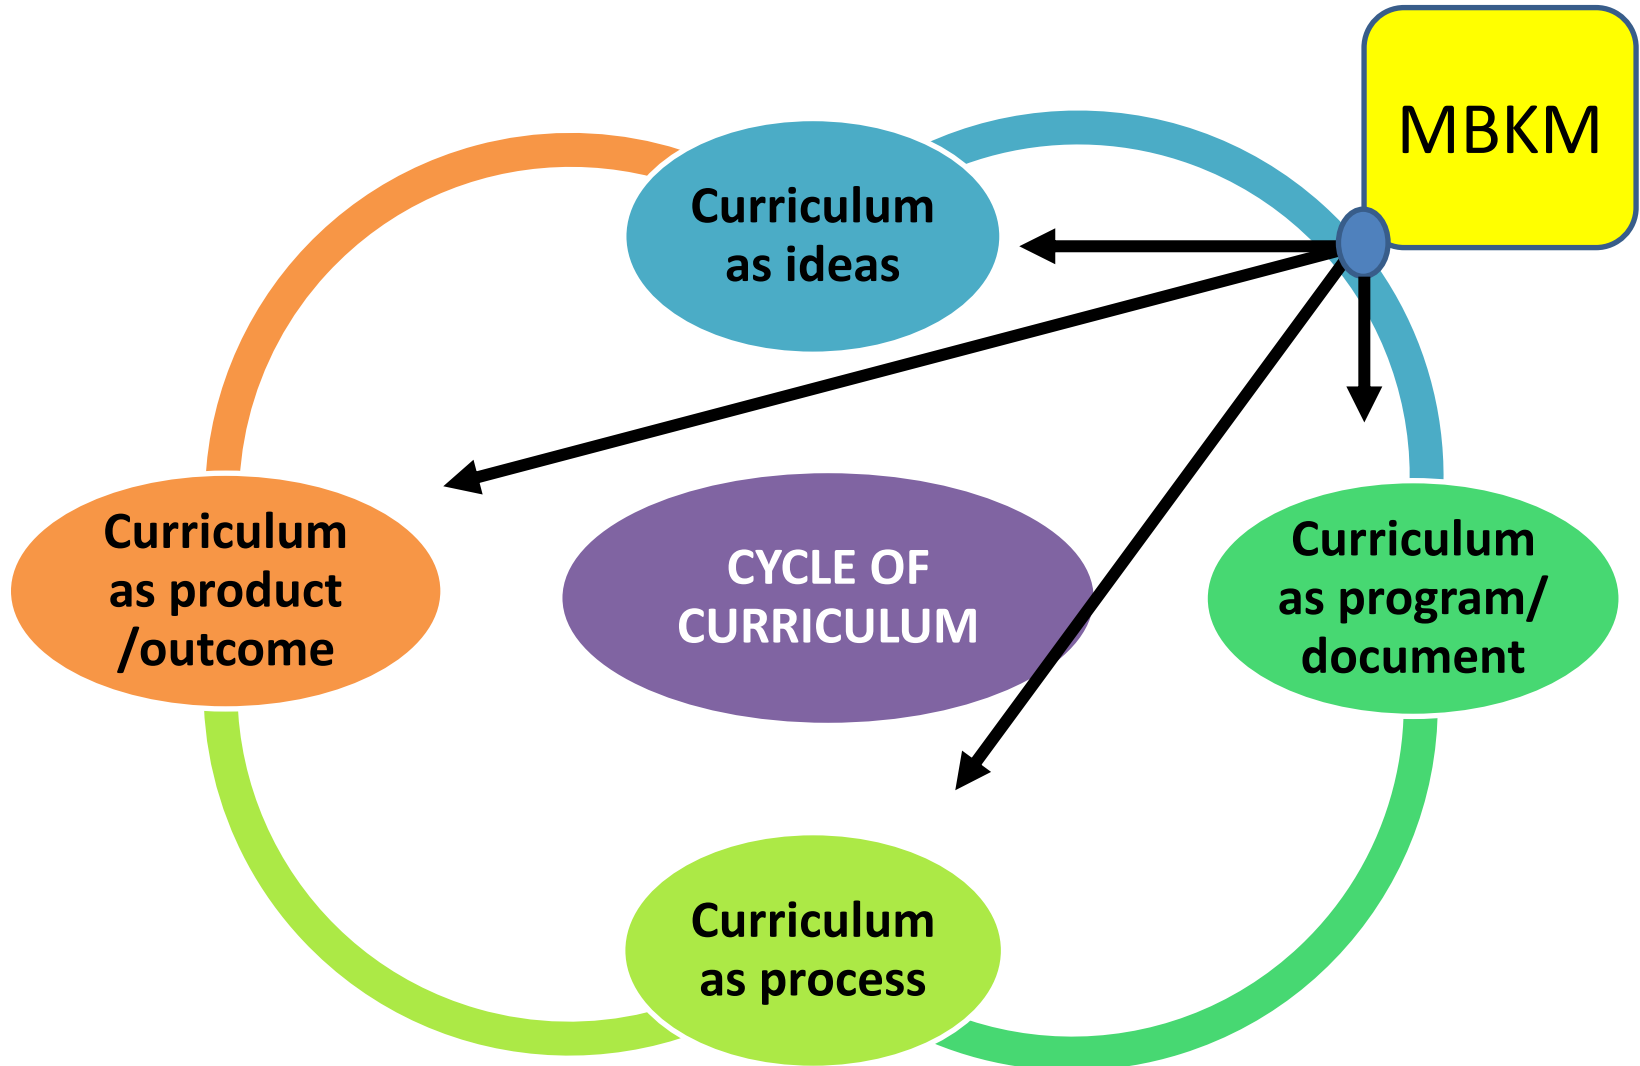 MBKM
Curriculum
as ideas
Curriculum
as product
/outcome
CYCLE OF
CURRICULUM
Curriculum
as program/
document
Curriculum
as process